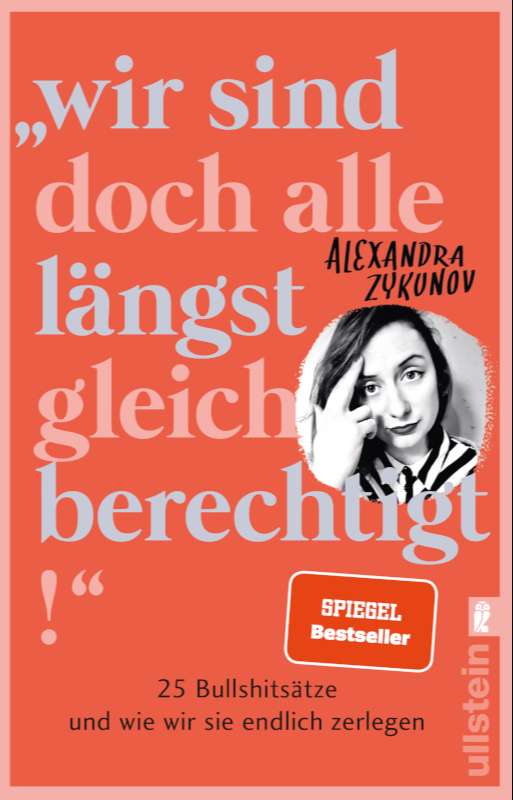 „wir sind
doch alle
längst
gleich
berechtigt
!“
ALEXANDRA
ZYKUNOV
SPIEGEL
Bestseller
25 Bullshitsätze
und wie wir sie endlich zerlegen
ullstein